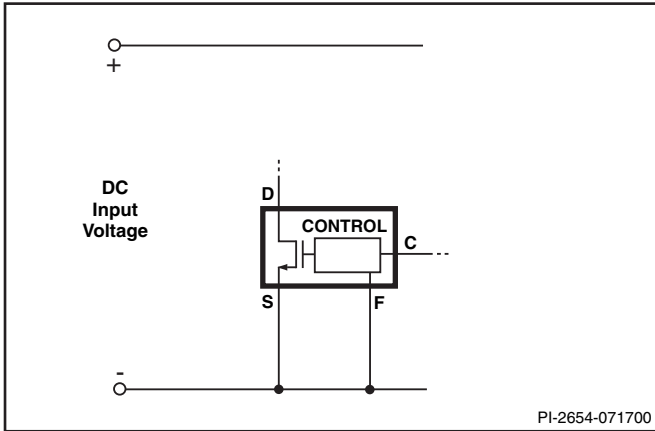 +
DC
Input
Voltage
D
CONTROL
C
S
F
-
PI-2654-071700